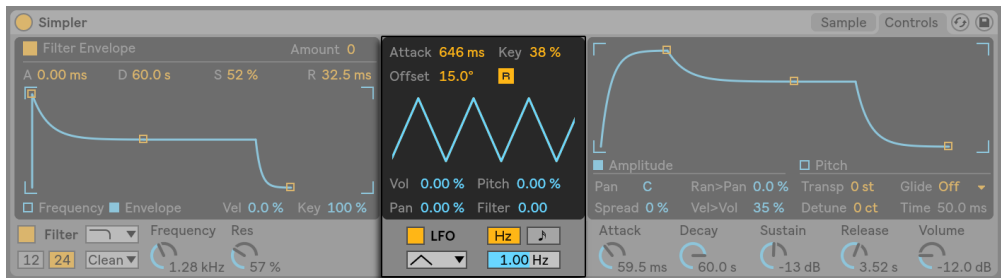 Simpler Sample Controls
Filter Envelope Amount 0
A 0.00 ms D 60.0 s S 52 % R 32.5 ms
Frequency Envelope Vel 0.0 % Key 100 %
Filter Frequency Res
12 24 Clean 1.28 kHz 57 %
Attack 646 ms Key 38 %
Offset 15.0° R
Vol 0.00 % Pitch 0.00 %
Pan 0.00 % Filter 0.00
LFO Hz
1.00 Hz
Amplitude Pitch
Pan C Ran>Pan 0.0 % Transp 0 st Glide Off
Spread 0 % Vel>Vol 35 % Detune 0 ct Time 50.0 ms
Attack Decay Sustain Release Volume
59.5 ms 60.0 s -13 dB 3.52 s -12.0 dB